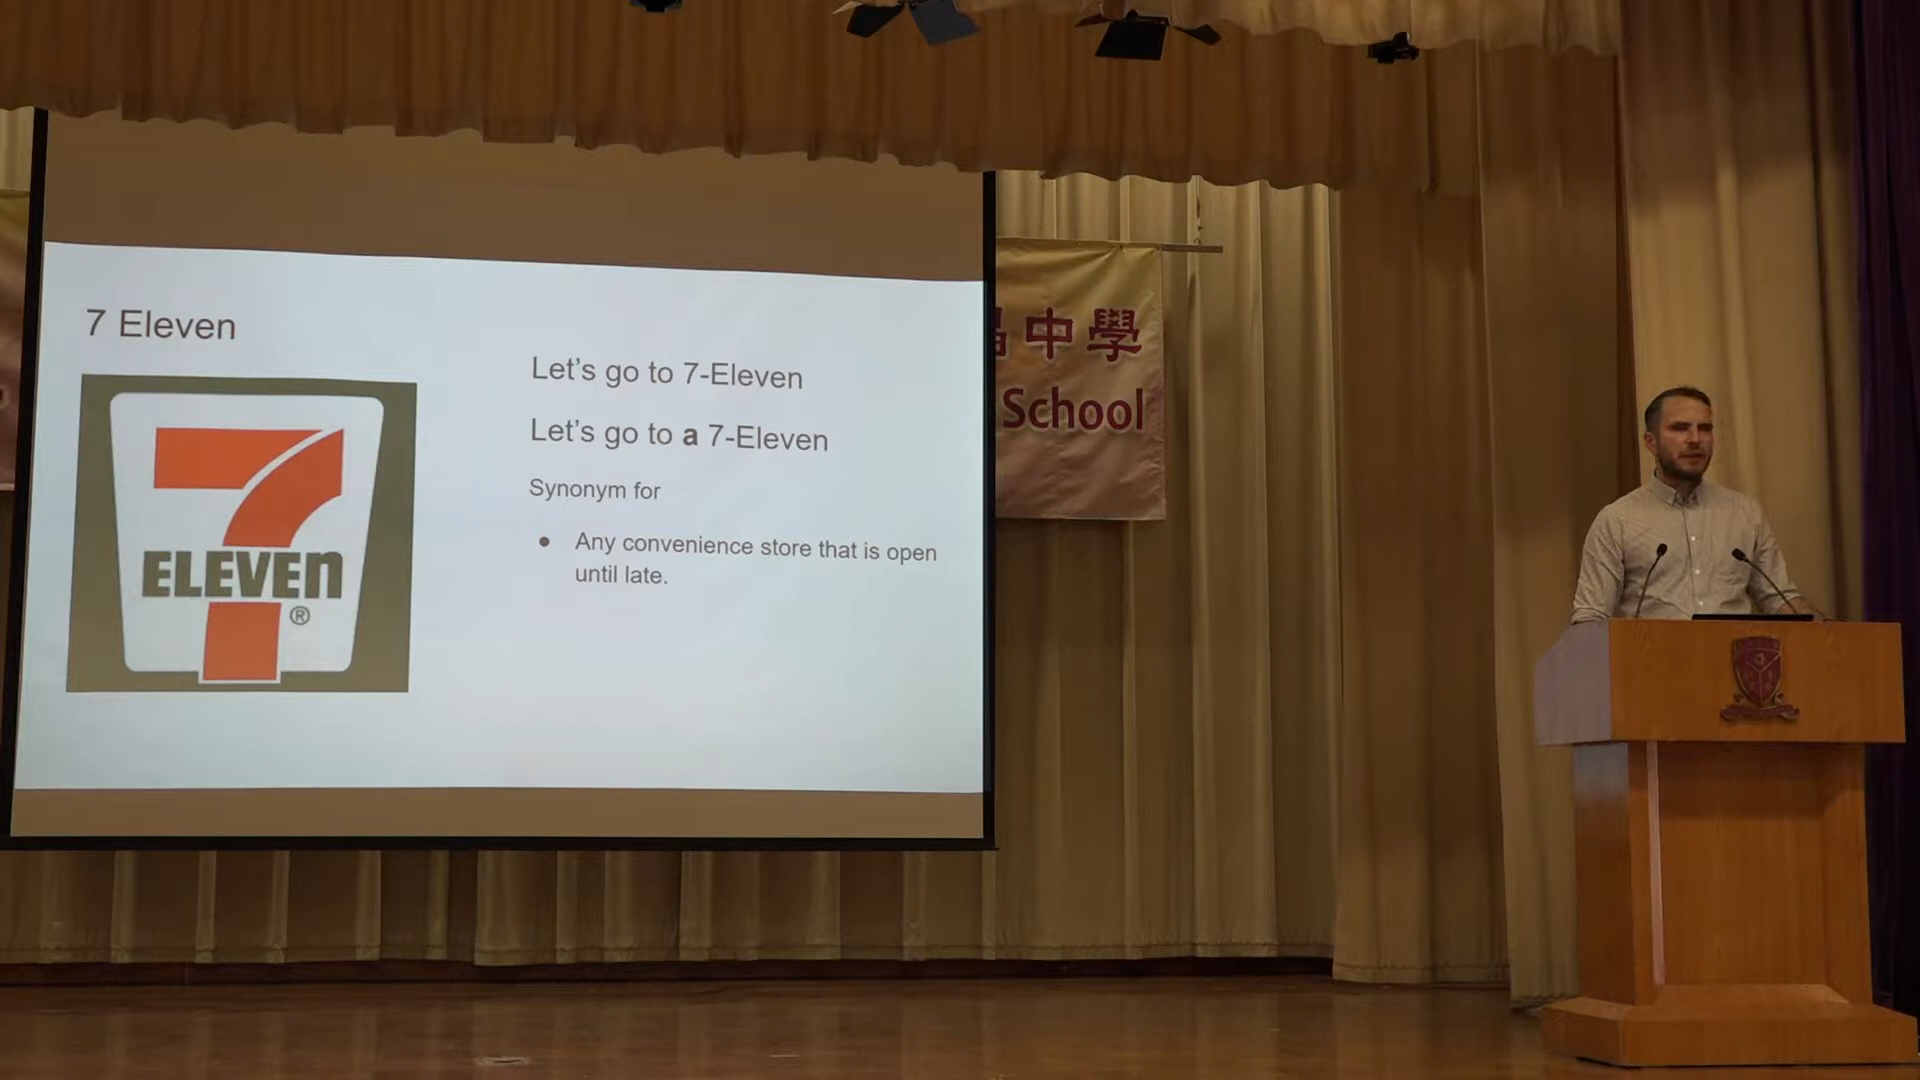 7 Eleven
7
ELEVEn
®
Let's go to 7-Eleven
Let's go to a 7-Eleven
Synonym for
● Any convenience store that is open
until late.
中學
School